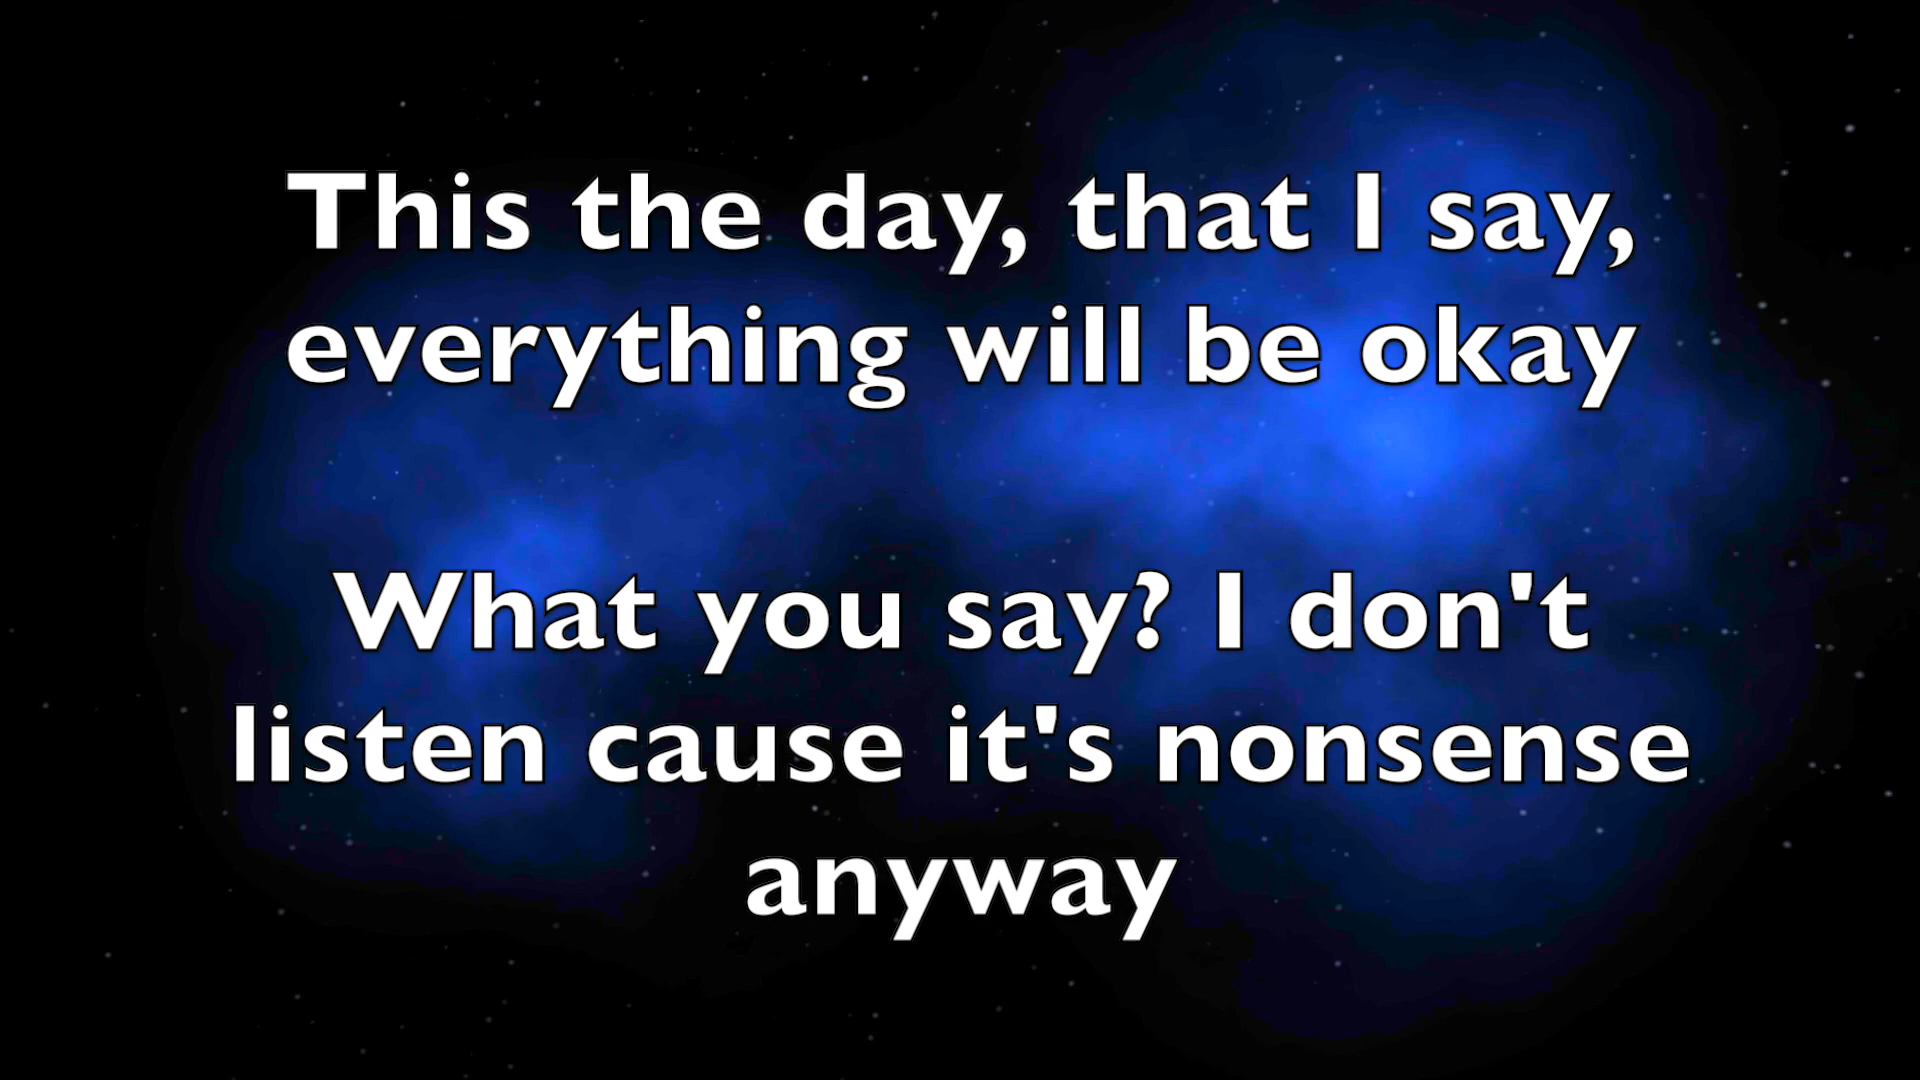 This the day, that I say,
everything will be okay
What you say? I don't
listen cause it's nonsense
anyway